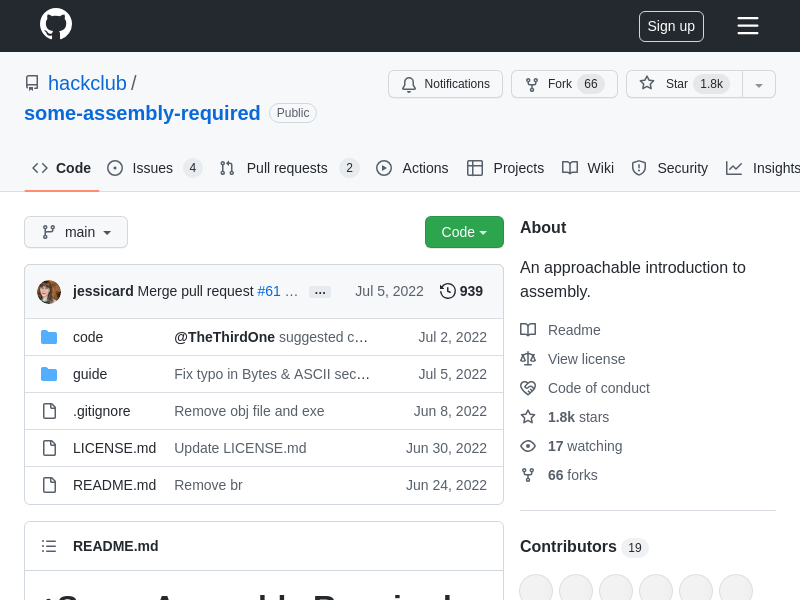 Sign up
hackclub /
some-assembly-required Public
Notifications
Fork 66
Star 1.8k
Code
Issues 4
Pull requests 2
Actions
Projects
Wiki
Security
Insights
main
Code
jessicard Merge pull request #61 … ... Jul 5, 2022 939
code @TheThirdOne suggested c… Jul 2, 2022
guide Fix typo in Bytes & ASCII sec… Jul 5, 2022
.gitignore Remove obj file and exe Jun 8, 2022
LICENSE.md Update LICENSE.md Jun 30, 2022
README.md Remove br Jun 24, 2022
README.md
Some Assembly Required
About
An approachable introduction to
assembly.
Readme
View license
Code of conduct
1.8k stars
17 watching
66 forks
Contributors 19